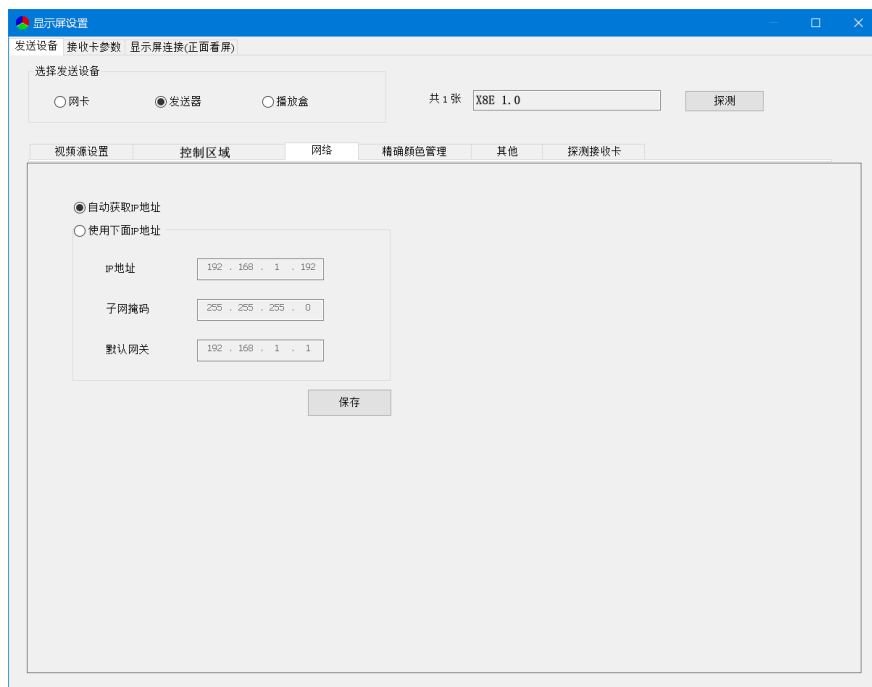 显示屏设置
发送设备 接收卡参数 显示屏连接(正面看屏)
选择发送设备
网卡 发送器 播放盒 共 1 张 X8E 1.0 探测
视频源设置 控制区域 网络 精确颜色管理 其他 探测接收卡
自动获取IP地址
使用下面IP地址
IP地址 192 . 168 . 1 . 192
子网掩码 255 . 255 . 255 . 0
默认网关 192 . 168 . 1 . 1
保存